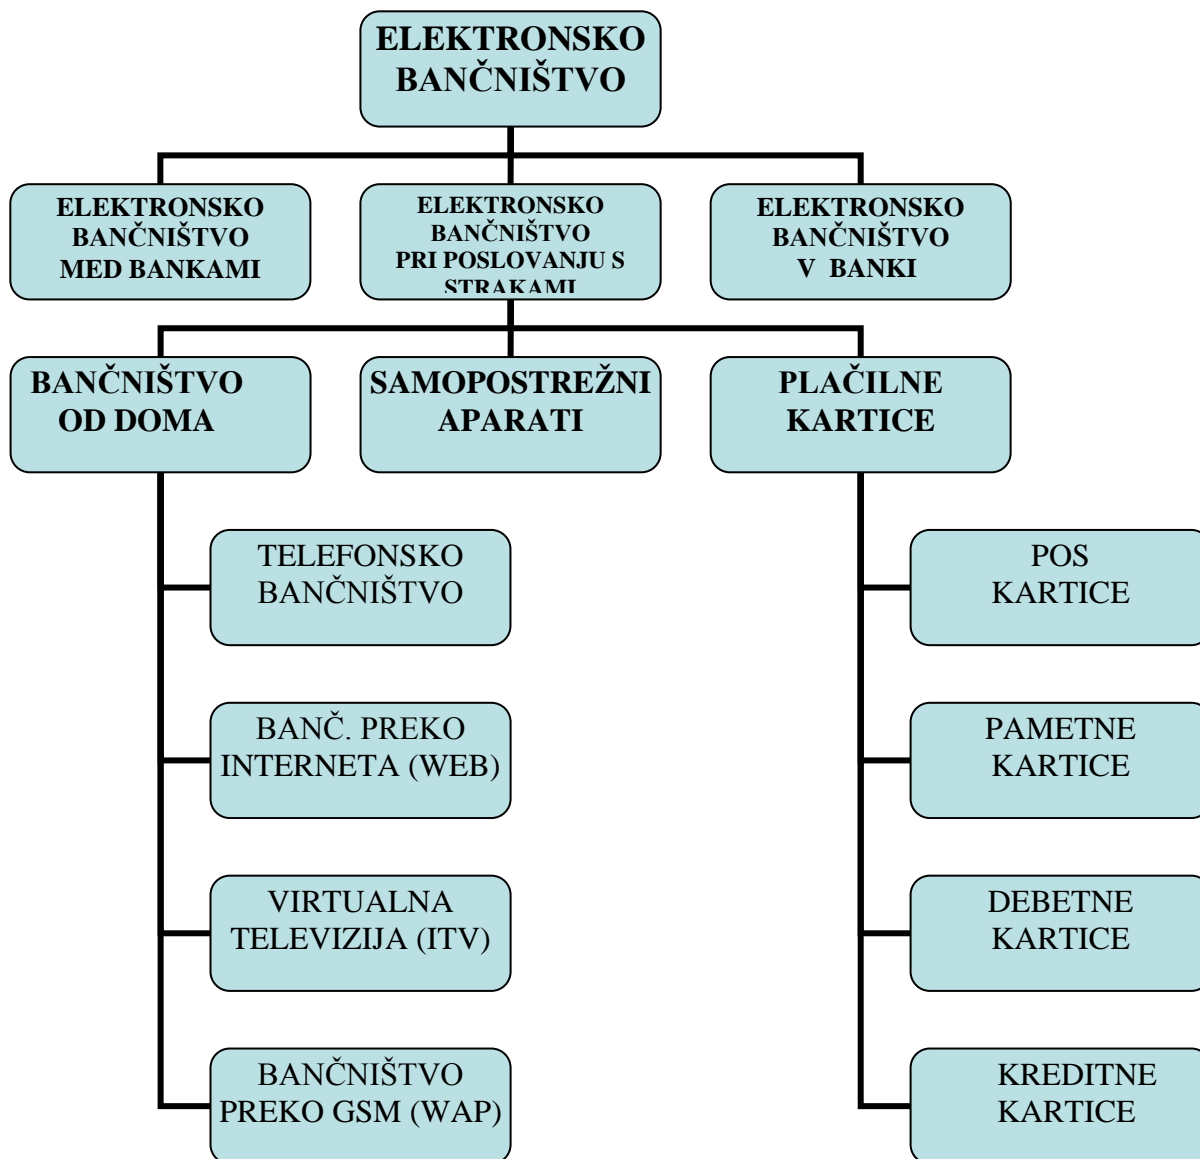 ELEKTRONSKO
BANČNIŠTVO
ELEKTRONSKO
BANČNIŠTVO
MED BANKAMI
ELEKTRONSKO
BANČNIŠTVO
PRI POSLOVANJU S
STRAKAMI
ELEKTRONSKO
BANČNIŠTVO
V BANKI
BANČNIŠTVO
OD DOMA
SAMOPOSTREŽNI
APARATI
PLAČILNE
KARTICE
TELEFONSKO
BANČNIŠTVO
BANČ. PREKO
INTERNETA (WEB)
VIRTUALNA
TELEVIZIJA (ITV)
BANČNIŠTVO
PREKO GSM (WAP)
POS
KARTICE
PAMETNE
KARTICE
DEBETNE
KARTICE
KREDITNE
KARTICE